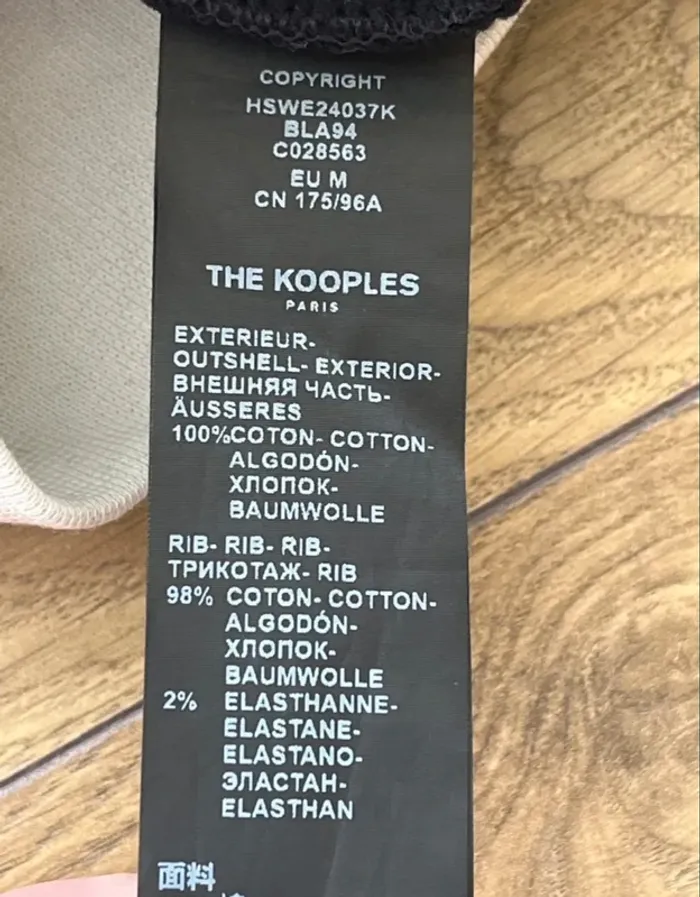 COPYRIGHT
HSWE24037K
BLA94
C028563
EU M
CN 175/96A
THE KOOPLES
PARIS
EXTERIEUR-
OUTSHELL- EXTERIOR-
ВНЕШНЯЯ ЧАСТЬ-
ÄUSSERES
100%COTON- COTTON-
ALGODÓN-
ХЛОПОК-
BAUMWOLLE
RIB- RIB- RIB-
ТРИКОТАЖ- RIB
98% COTON- COTTON-
ALGODÓN-
ХЛОПОК-
BAUMWOLLE
2% ELASTHANNE-
ELASTANE-
ELASTANO-
ЭЛАСТАН-
ELASTHAN
面料